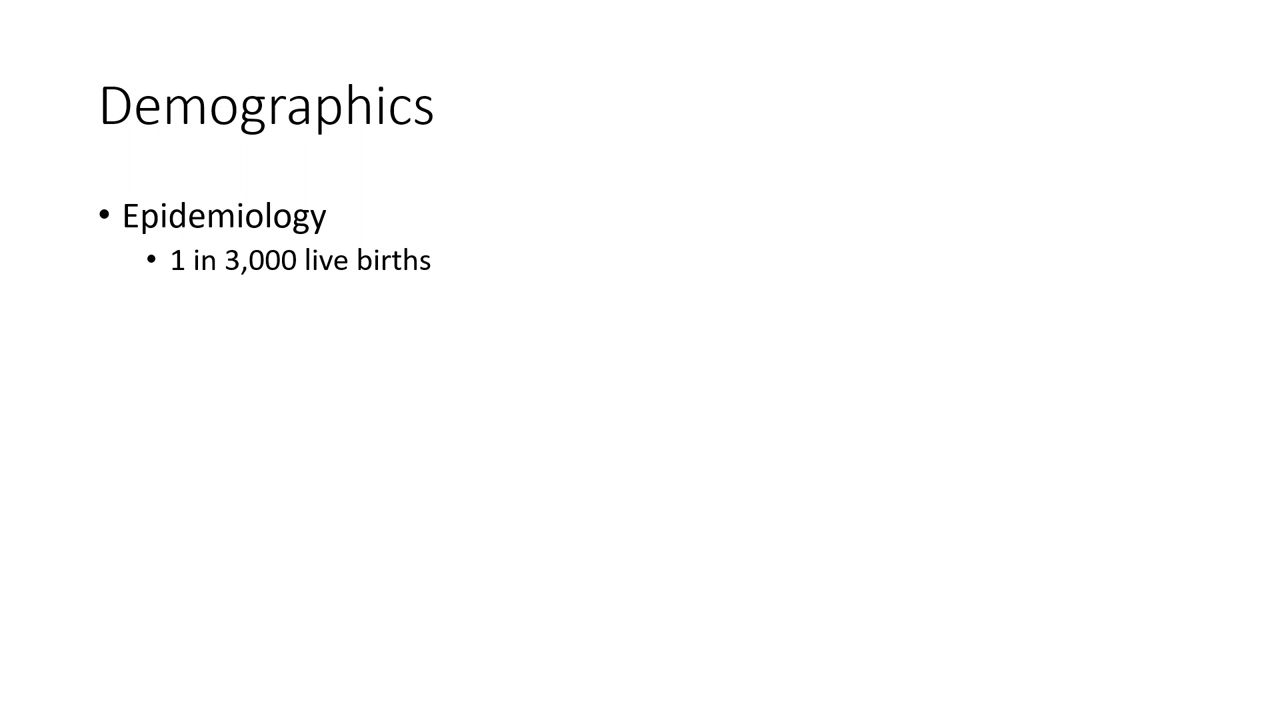 Demographics
• Epidemiology
• 1 in 3,000 live births